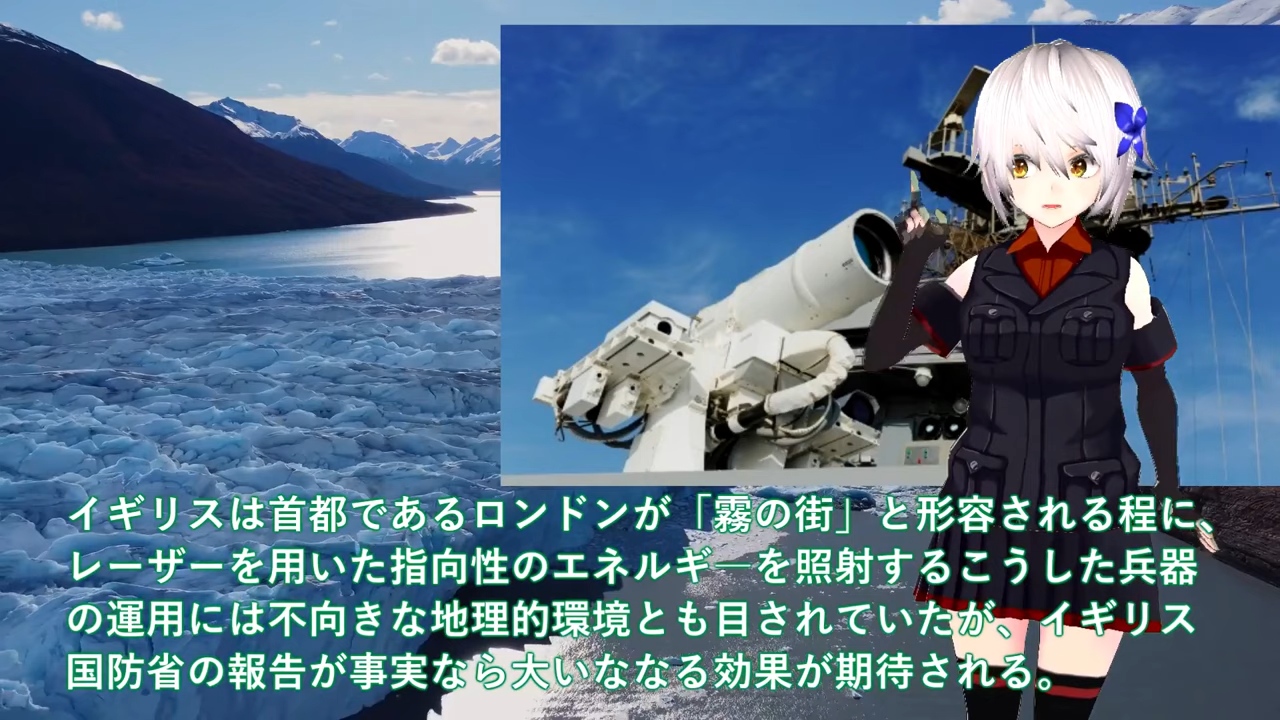 イギリスは首都であるロンドンが「霧の街」と形容される程に、
レーザーを用いた指向性のエネルギ―を照射するこうした兵器
の運用には不向きな地理的環境とも目されていたが、イギリス
国防省の報告が事実なら大いななる効果が期待される。